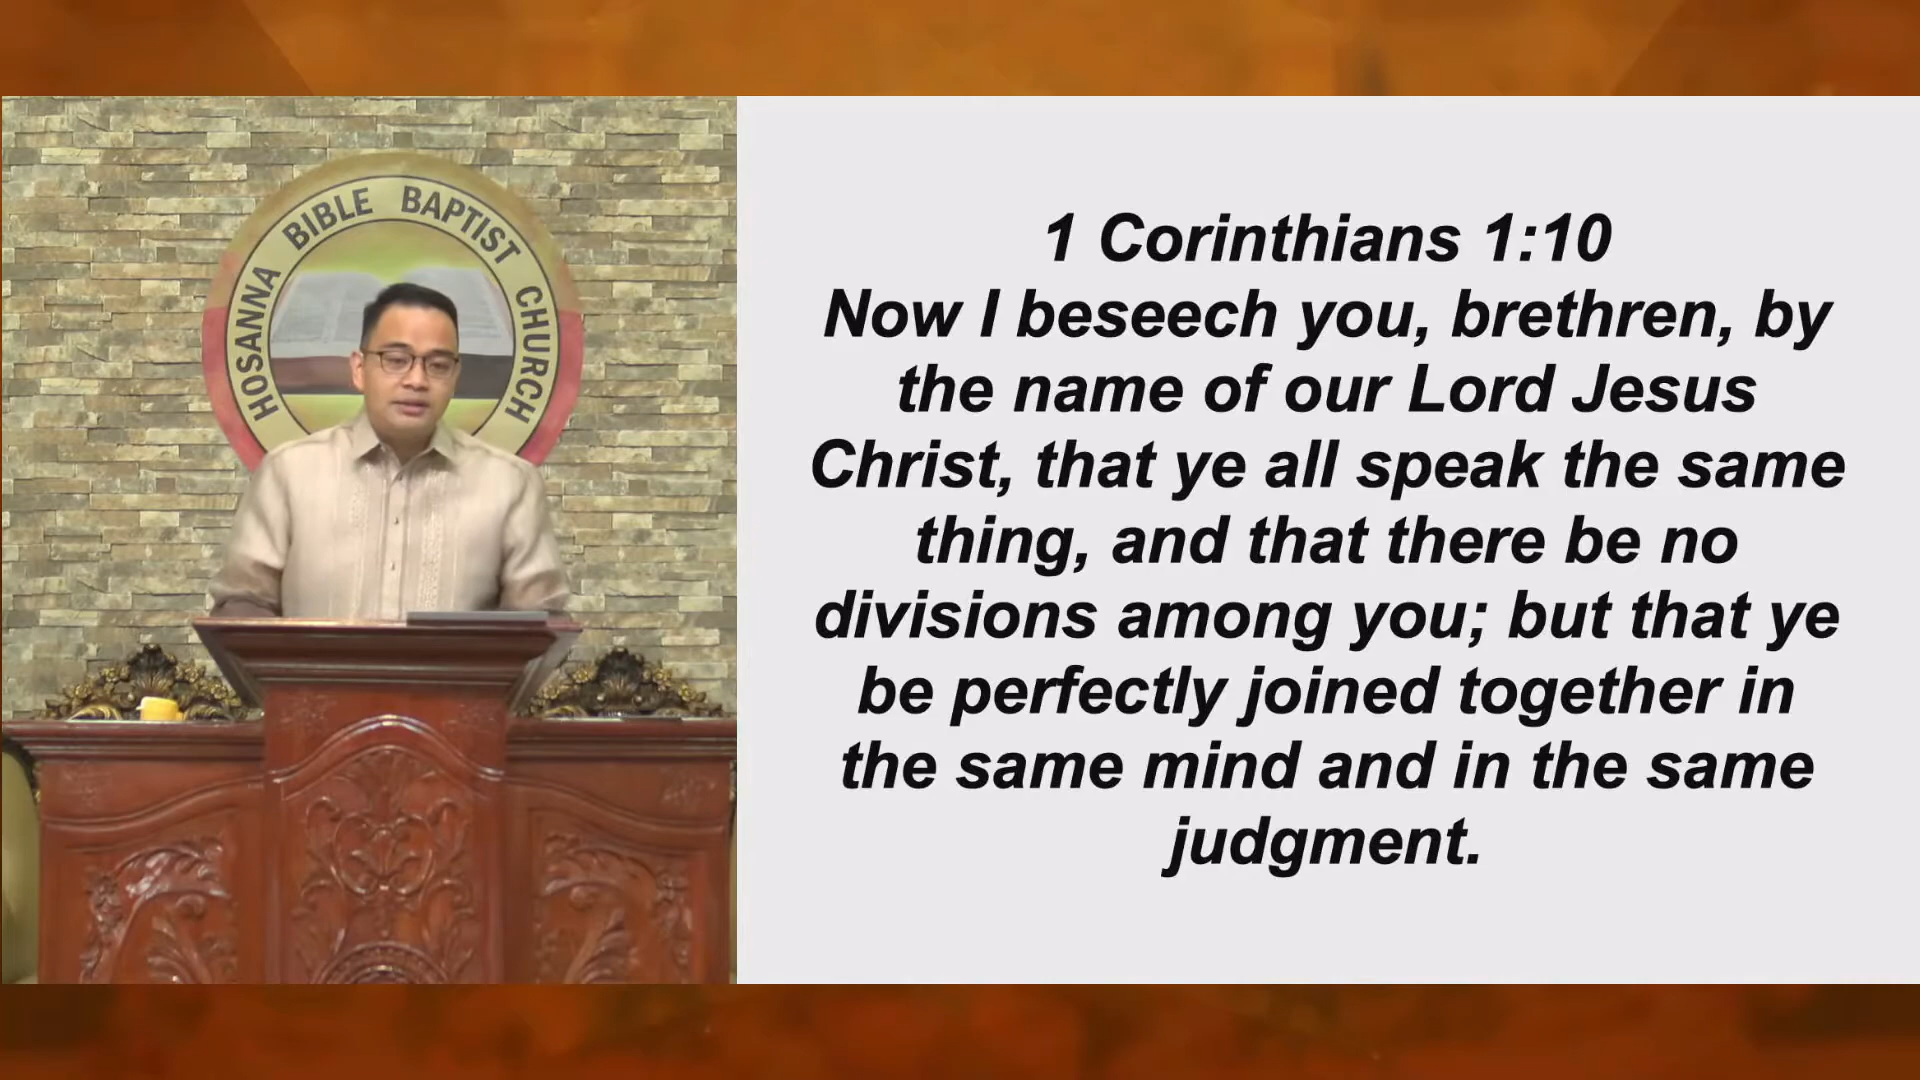 HOSANNA BIBLE BAPTIST CHURCH
1 Corinthians 1:10
Now I beseech you, brethren, by
the name of our Lord Jesus
Christ, that ye all speak the same
thing, and that there be no
divisions among you; but that ye
be perfectly joined together in
the same mind and in the same
judgment.